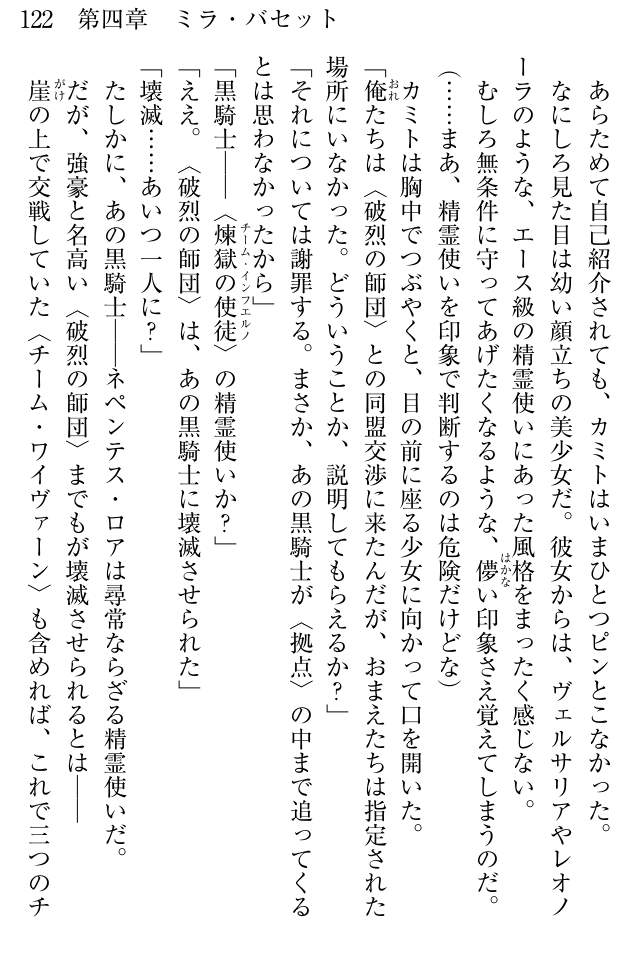 122 第四章 ミラ・バセット
あらためて自己紹介されても、カミトはいまひとつピンとこなかった。
なにしろ見た目は幼い顔立ちの美少女だ。彼女からは、ヴェルサリアやレオノ
ーラのような、エース級の精霊使いにあった風格をまったく感じない。
むしろ無条件に守ってあげたくなるような、儚い印象さえ覚えてしまうのだ。
はかな
(……まあ、精霊使いを印象で判断するのは危険だけどな)
カミトは胸中でつぶやくと、目の前に座る少女に向かって口を開いた。
「俺たちは〈破烈の師団〉との同盟交渉に来たんだが、おまえたちは指定された
おれ
場所にいなかった。どういうことか、説明してもらえるか?」
「それについては謝罪する。まさか、あの黒騎士が〈拠点〉の中まで追ってくる
とは思わなかったから」
「黒騎士――〈煉獄の使徒〉の精霊使いか?」
チーム・インフェルノ
「ええ。〈破烈の師団〉は、あの黒騎士に壊滅させられた」
「壊滅……あいつ一人に?」
たしかに、あの黒騎士――ネペンテス・ロアは尋常ならざる精霊使いだ。
だが、強豪と名高い〈破烈の師団〉までもが壊滅させられるとは――
崖の上で交戦していた〈チーム・ワイヴァーン〉も含めれば、これで三つのチ
がけ